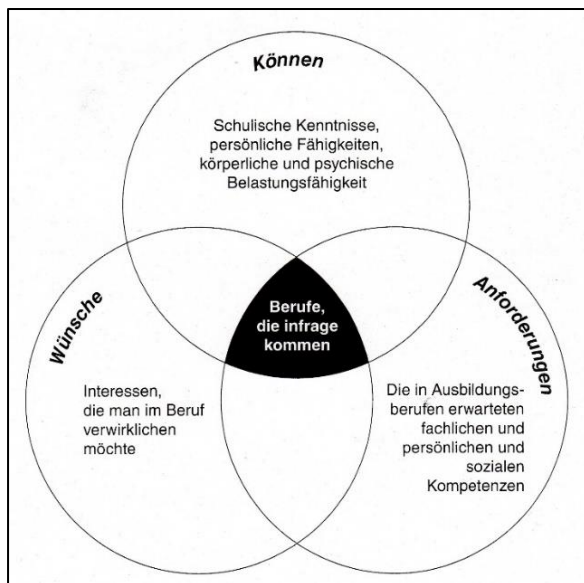 Können
Schulische Kenntnisse,
persönliche Fähigkeiten,
körperliche und psychische
Belastungsfähigkeit
Wünsche
Interessen,
die man im Beruf
verwirklichen
möchte
Berufe,
die infrage
kommen
Anforderungen
Die in Ausbildungs-
berufen erwarteten
fachlichen und
persönlichen und
sozialen
Kompetenzen